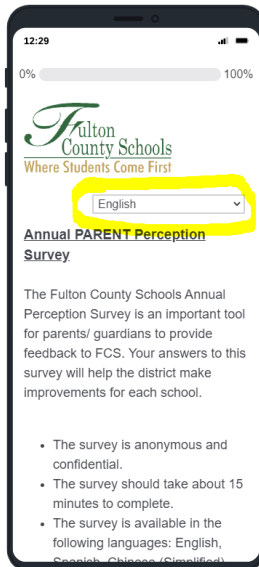 12:29
0% 100%
Fulton
County Schools
Where Students Come First
English
Annual PARENT Perception
Survey
The Fulton County Schools Annual
Perception Survey is an important tool
for parents/ guardians to provide
feedback to FCS. Your answers to this
survey will help the district make
improvements for each school.
• The survey is anonymous and
confidential.
• The survey should take about 15
minutes to complete.
• The survey is available in the
following languages: English,
Spanish, Chinese (Simplified)